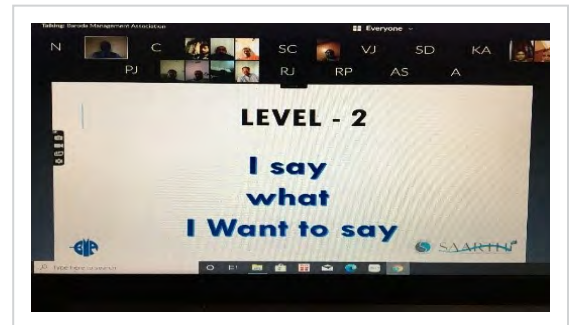 Talking: Baroda Management Association
Everyone
N C SC VJ SD KA
PJ RJ RP AS A
LEVEL - 2
I say
what
I Want to say
BMA
SAARTHI